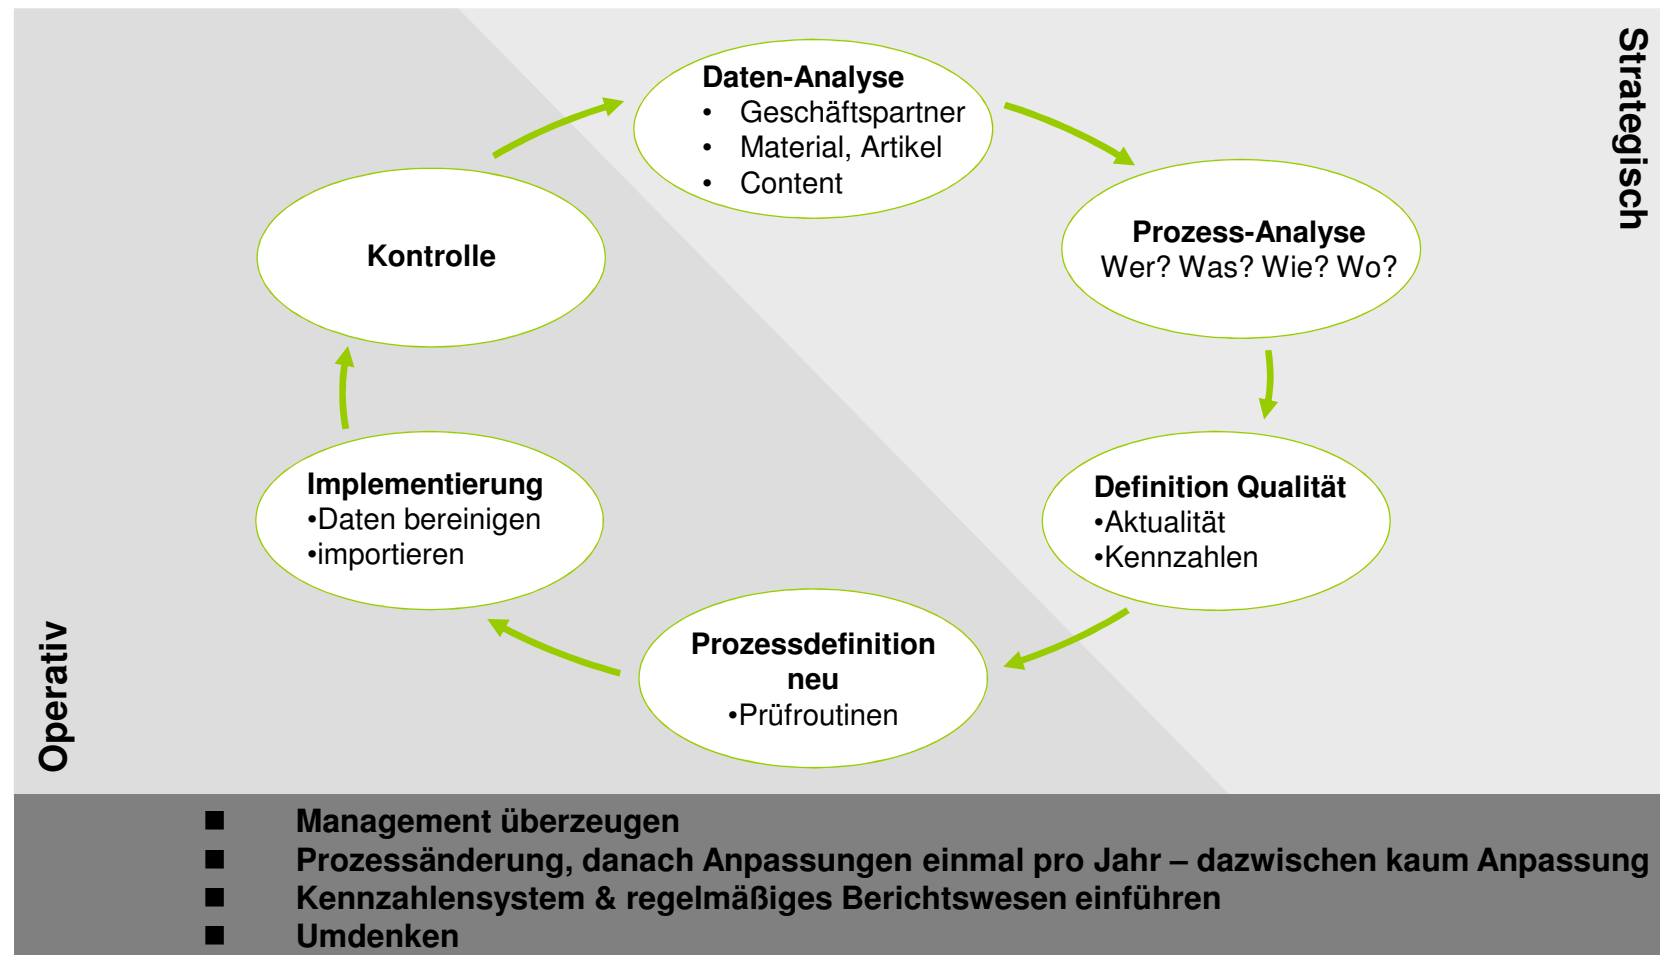 Strategisch
Daten-Analyse
• Geschäftspartner
• Material, Artikel
• Content
Prozess-Analyse
Wer? Was? Wie? Wo?
Kontrolle
Definition Qualität
•Aktualität
•Kennzahlen
Implementierung
•Daten bereinigen
•importieren
Prozessdefinition
neu
•Prüfroutinen
Operativ
■ Management überzeugen
■ Prozessänderung, danach Anpassungen einmal pro Jahr – dazwischen kaum Anpassung
■ Kennzahlensystem & regelmäßiges Berichtswesen einführen
■ Umdenken